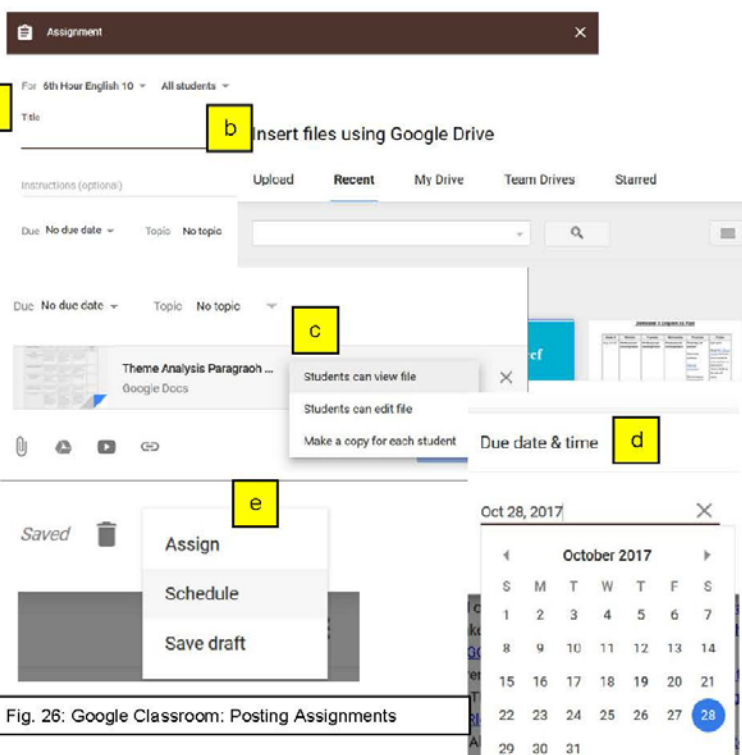 Assignment
For 6th Hour English 10 All students
Title
b
Insert files using Google Drive
Instructions (optional)
Upload Recent My Drive Team Drives Starred
Due No due date Topic No topic
Due No due date Topic No topic
c
Theme Analysis Paragraph ...
Google Docs
Students can view file
Students can edit file
Make a copy for each student
d
Due date & time
e
Saved
Assign
Schedule
Save draft
Oct 28, 2017
October 2017
S M T W T F S
1 2 3 4 5 6 7
8 9 10 11 12 13 14
15 16 17 18 19 20 21
22 23 24 25 26 27 28
29 30 31
Fig. 26: Google Classroom: Posting Assignments